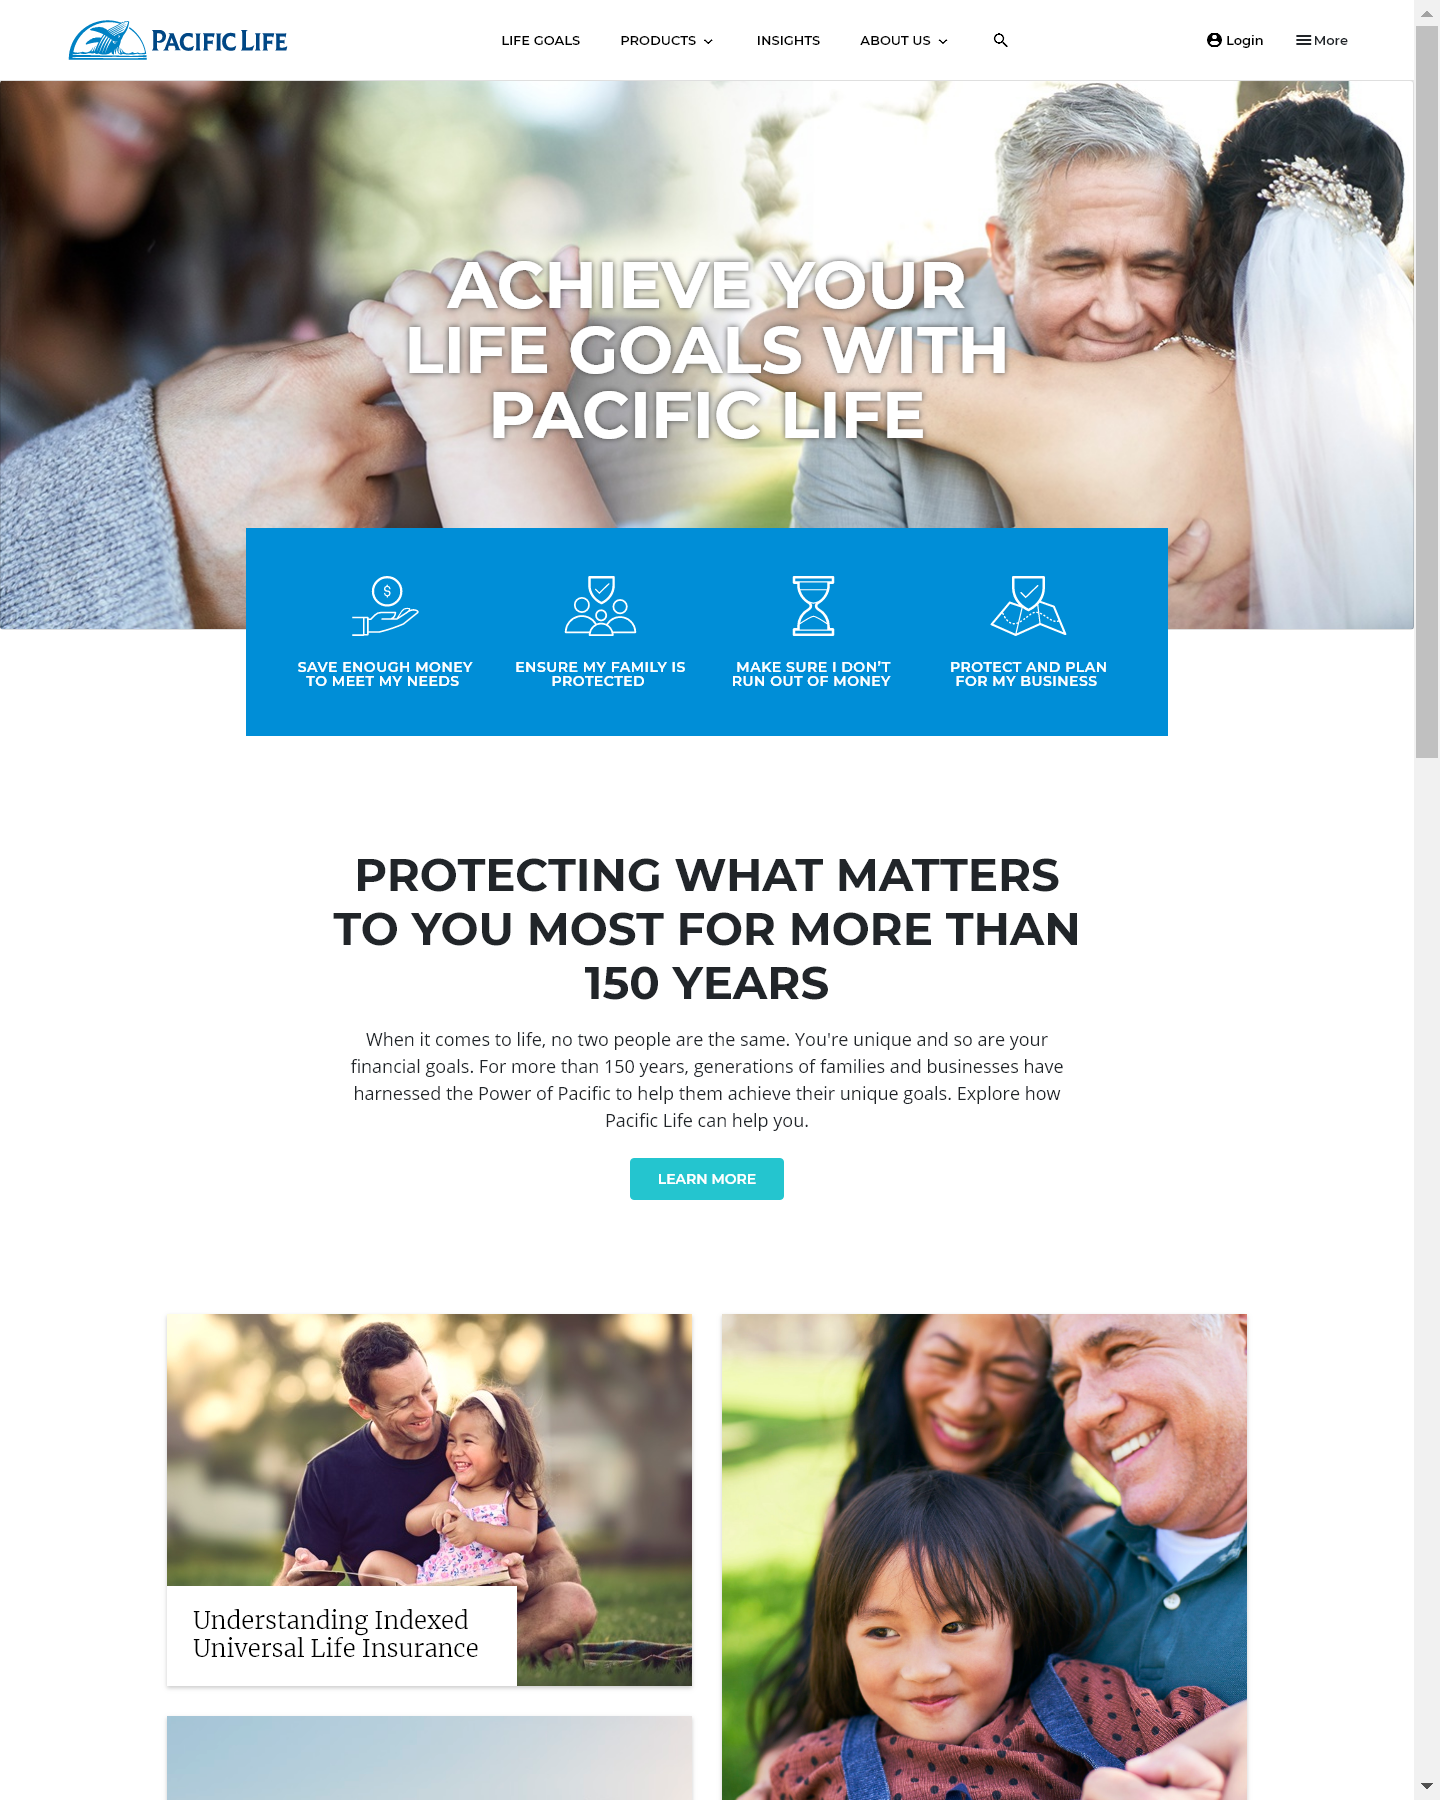 PACIFIC LIFE
LIFE GOALS
PRODUCTS
INSIGHTS
ABOUT US
Login
More
ACHIEVE YOUR
LIFE GOALS WITH
PACIFIC LIFE
SAVE ENOUGH MONEY
TO MEET MY NEEDS
ENSURE MY FAMILY IS
PROTECTED
MAKE SURE I DON'T
RUN OUT OF MONEY
PROTECT AND PLAN
FOR MY BUSINESS
PROTECTING WHAT MATTERS
TO YOU MOST FOR MORE THAN
150 YEARS
When it comes to life, no two people are the same. You're unique and so are your
financial goals. For more than 150 years, generations of families and businesses have
harnessed the Power of Pacific to help them achieve their unique goals. Explore how
Pacific Life can help you.
LEARN MORE
Understanding Indexed
Universal Life Insurance